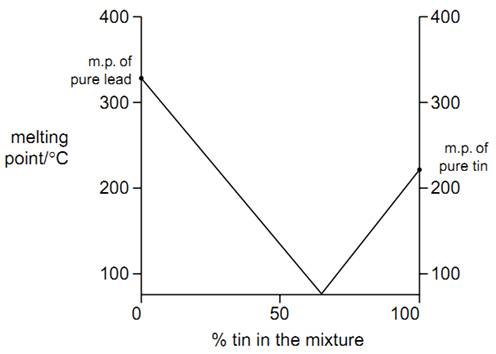 400
400
m.p. of
pure lead
300
300
melting
point/°C
m.p. of
pure tin
200
200
100
100
0
50
100
% tin in the mixture